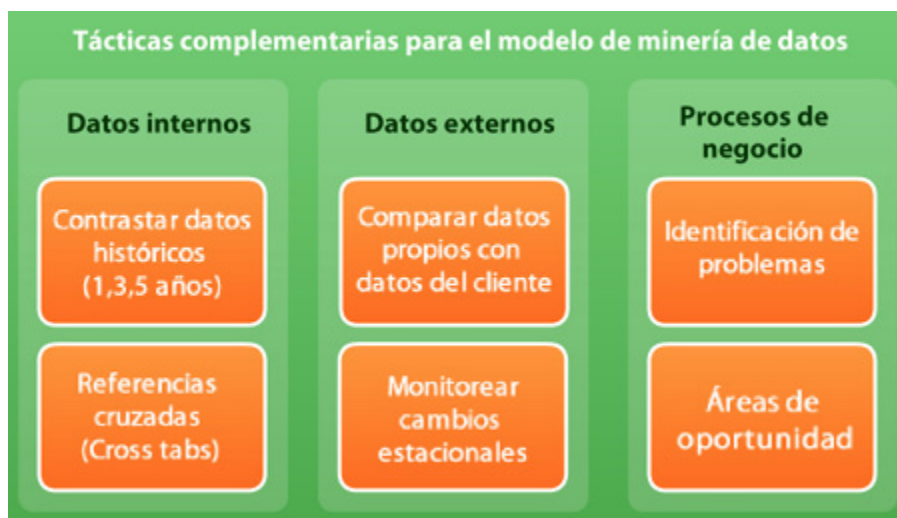 Tácticas complementarias para el modelo de minería de datos
Datos internos
Contrastar datos
históricos
(1,3,5 años)
Referencias
cruzadas
(Cross tabs)
Datos externos
Comparar datos
propios con
datos del cliente
Monitorear
cambios
estacionales
Procesos de
negocio
Identificación de
problemas
Áreas de
oportunidad